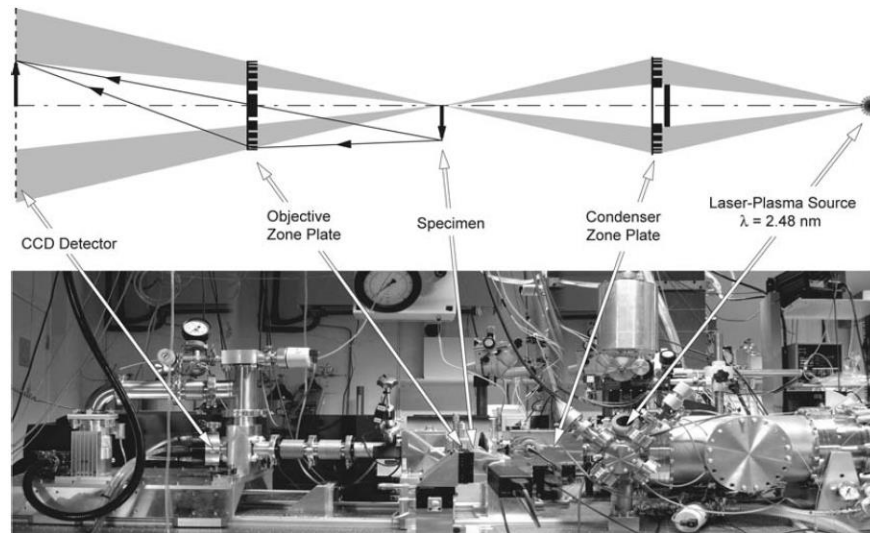 CCD Detector
Objective
Zone Plate
Specimen
Condenser
Zone Plate
Laser-Plasma Source
λ = 2.48 nm